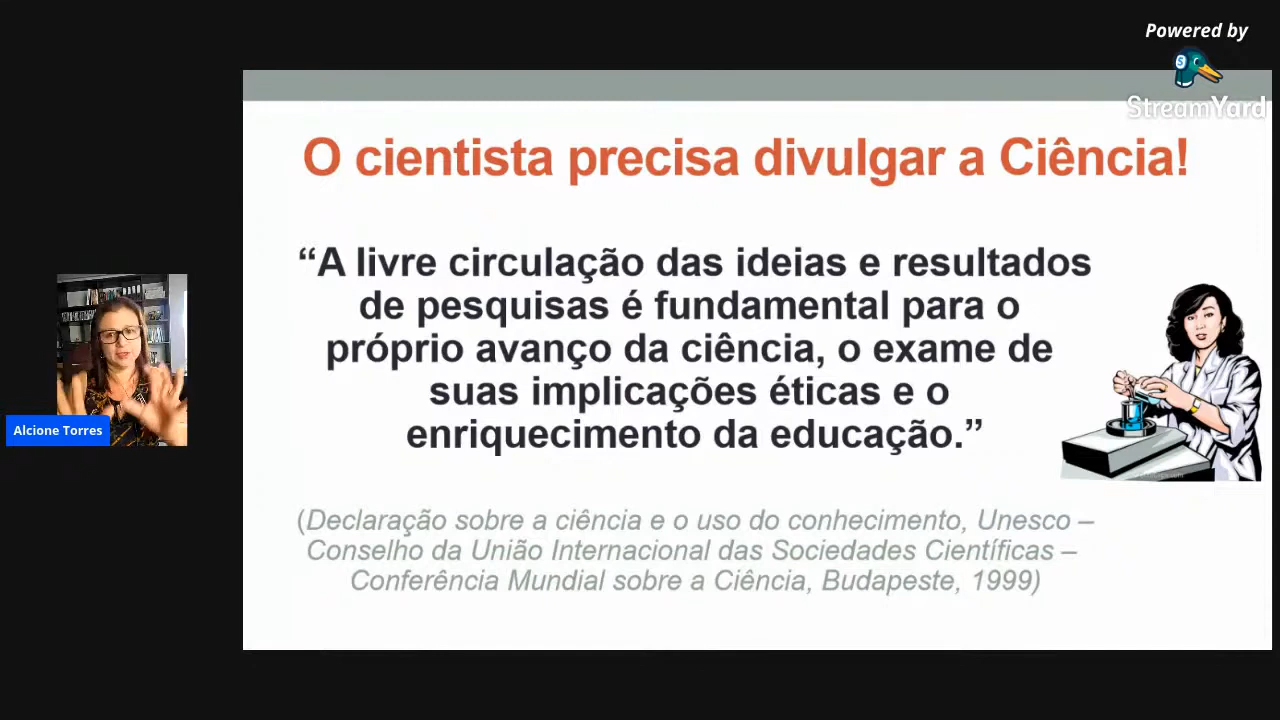 Powered by
S
StreamYard
O cientista precisa divulgar a Ciência!
“A livre circulação das ideias e resultados
de pesquisas é fundamental para o
próprio avanço da ciência, o exame de
suas implicações éticas e o
enriquecimento da educação.”
Alcione Torres
(Declaração sobre a ciência e o uso do conhecimento, Unesco –
Conselho da União Internacional das Sociedades Científicas –
Conferência Mundial sobre a Ciência, Budapeste, 1999)